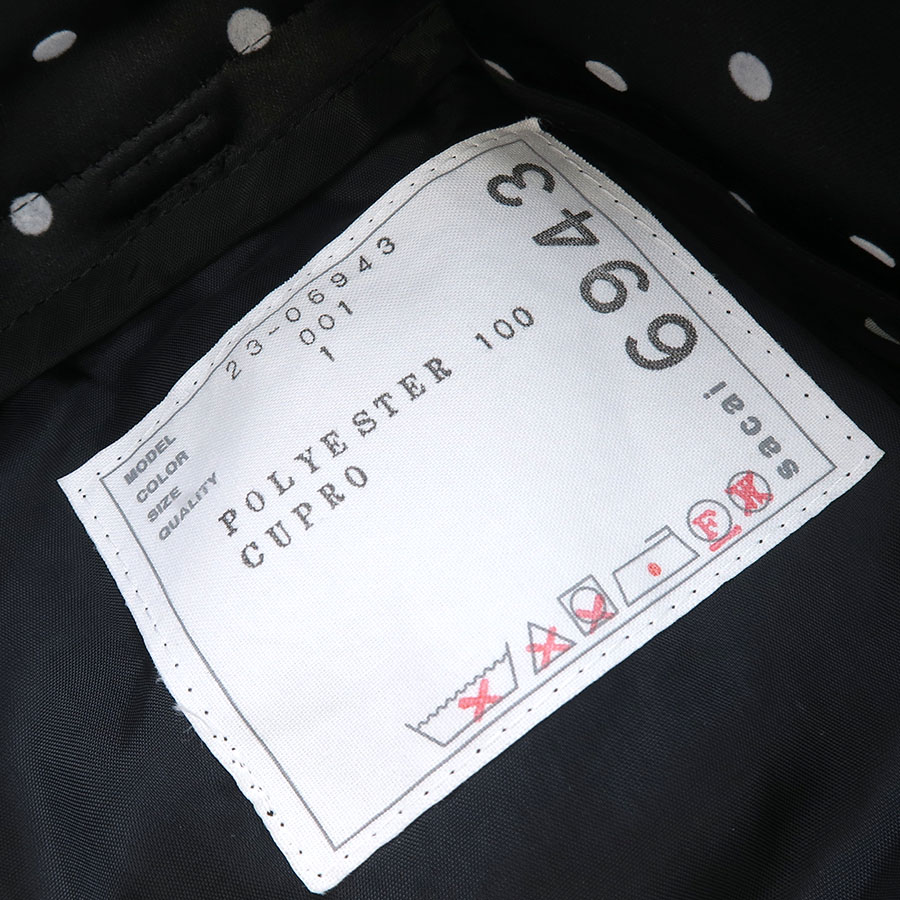 MODEL 23-06943
COLOR 001
SIZE 1
QUALITY POLYESTER 100
CUPRO
6943
sacai
F
W